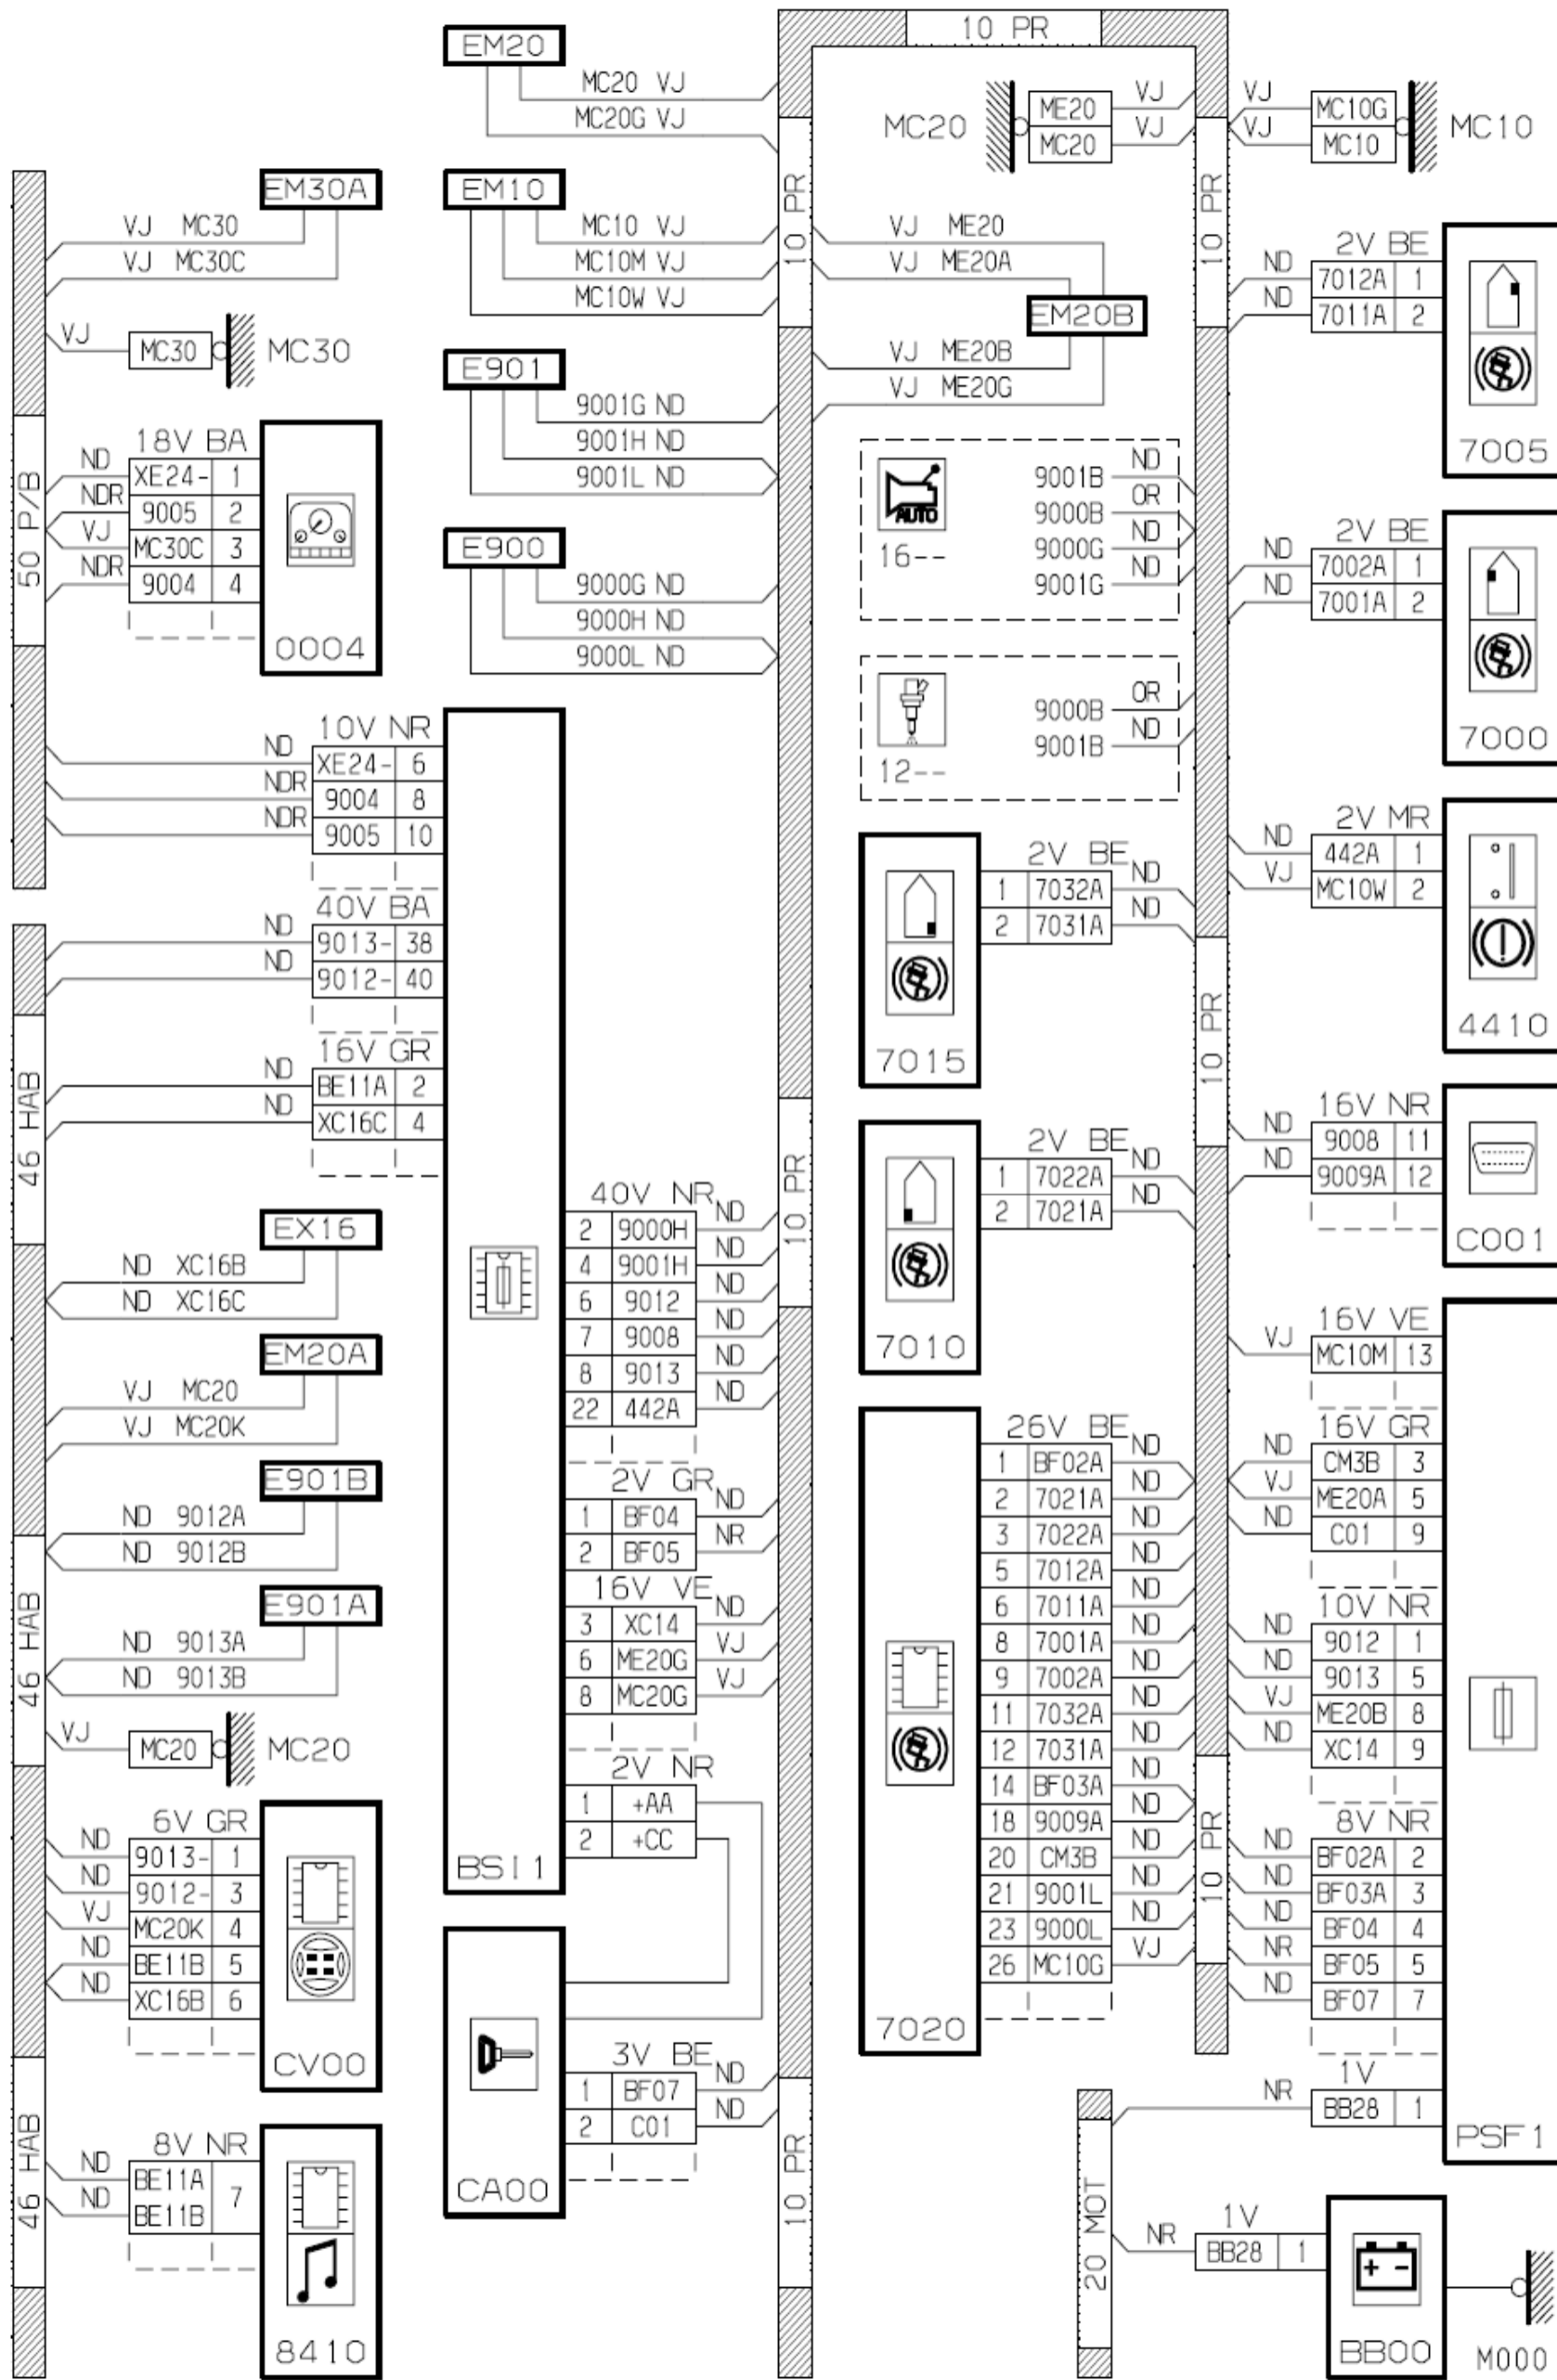 EM30A
VJ MC30
VJ MC30C
VJ
MC30
MC30
50 P/B
18V BA
ND XE24- 1
NDR 9005 2
VJ MC30C 3
NDR 9004 4
0004
10V NR
ND XE24- 6
NDR 9004 8
NDR 9005 10
40V BA
ND 9013- 38
ND 9012- 40
16V GR
ND BE11A 2
ND XC16C 4
46 HAB
EX16
ND XC16B
ND XC16C
EM20A
VJ MC20
VJ MC20K
E901B
ND 9012A
ND 9012B
46 HAB
E901A
ND 9013A
ND 9013B
VJ
MC20
MC20
6V GR
ND 9013- 1
ND 9012- 3
VJ MC20K 4
ND BE11B 5
ND XC16B 6
CV00
46 HAB
8V NR
ND BE11A
7
ND BE11B
8410
EM20
MC20 VJ
MC20G VJ
EM10
MC10 VJ
MC10M VJ
MC10W VJ
E901
9001G ND
9001H ND
9001L ND
E900
9000G ND
9000H ND
9000L ND
40V NR
2 9000H ND
4 9001H ND
6 9012 ND
7 9008 ND
8 9013 ND
22 442A ND
2V GR
1 BF04 ND
2 BF05 NR
16V VE
3 XC14 ND
6 ME20G VJ
8 MC20G VJ
2V NR
1 +AA
2 +CC
BSI1
3V BE
1 BF07 ND
2 C01 ND
CA00
10 PR
10 PR
10 PR
10 PR
MC20
ME20 VJ
MC20 VJ
VJ ME20
VJ ME20A
EM20B
VJ ME20B
VJ ME20G
AUTO
16--
9001B ND
9000B OR
9000G ND
9001G ND
12--
9000B OR
9001B ND
2V BE
1 7032A ND
2 7031A ND
7015
2V BE
1 7022A ND
2 7021A ND
7010
26V BE
1 BF02A ND
2 7021A ND
3 7022A ND
5 7012A ND
6 7011A ND
8 7001A ND
9 7002A ND
11 7032A ND
12 7031A ND
14 BF03A ND
18 9009A ND
20 CM3B ND
21 9001L ND
23 9000L ND
26 MC10G VJ
7020
10 PR
10 PR
10 PR
VJ MC10G
VJ MC10
MC10
2V BE
ND 7012A 1
ND 7011A 2
7005
2V BE
ND 7002A 1
ND 7001A 2
7000
2V MR
ND 442A 1
VJ MC10W 2
4410
16V NR
ND 9008 11
ND 9009A 12
C001
16V VE
VJ MC10M 13
16V GR
ND CM3B 3
VJ ME20A 5
ND C01 9
10V NR
ND 9012 1
ND 9013 5
VJ ME20B 8
ND XC14 9
8V NR
ND BF02A 2
ND BF03A 3
ND BF04 4
NR BF05 5
ND BF07 7
1V
NR BB28 1
PSF1
20 MOT
1V
NR BB28 1
+ -
BB00
M000